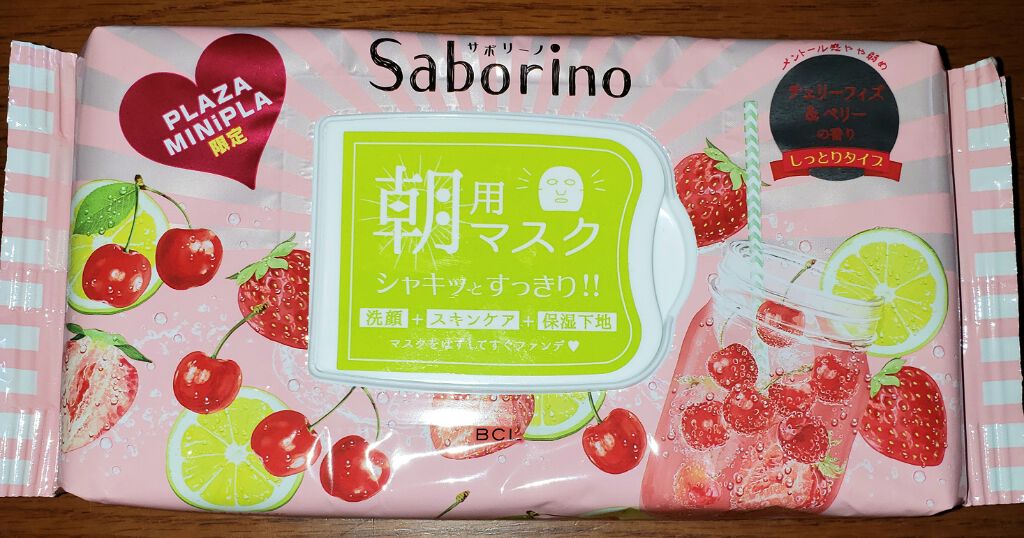 サボリーノ
Saborino
PLAZA
MiNiPLA
限定
メントール感やや弱め
チェリーフィズ
&ベリー
の香り
しっとりタイプ
朝用
マスク
シャキッとすっきり!!
洗顔+スキンケア+保湿下地
マスクをはずしてすぐファンデ♥
BCL